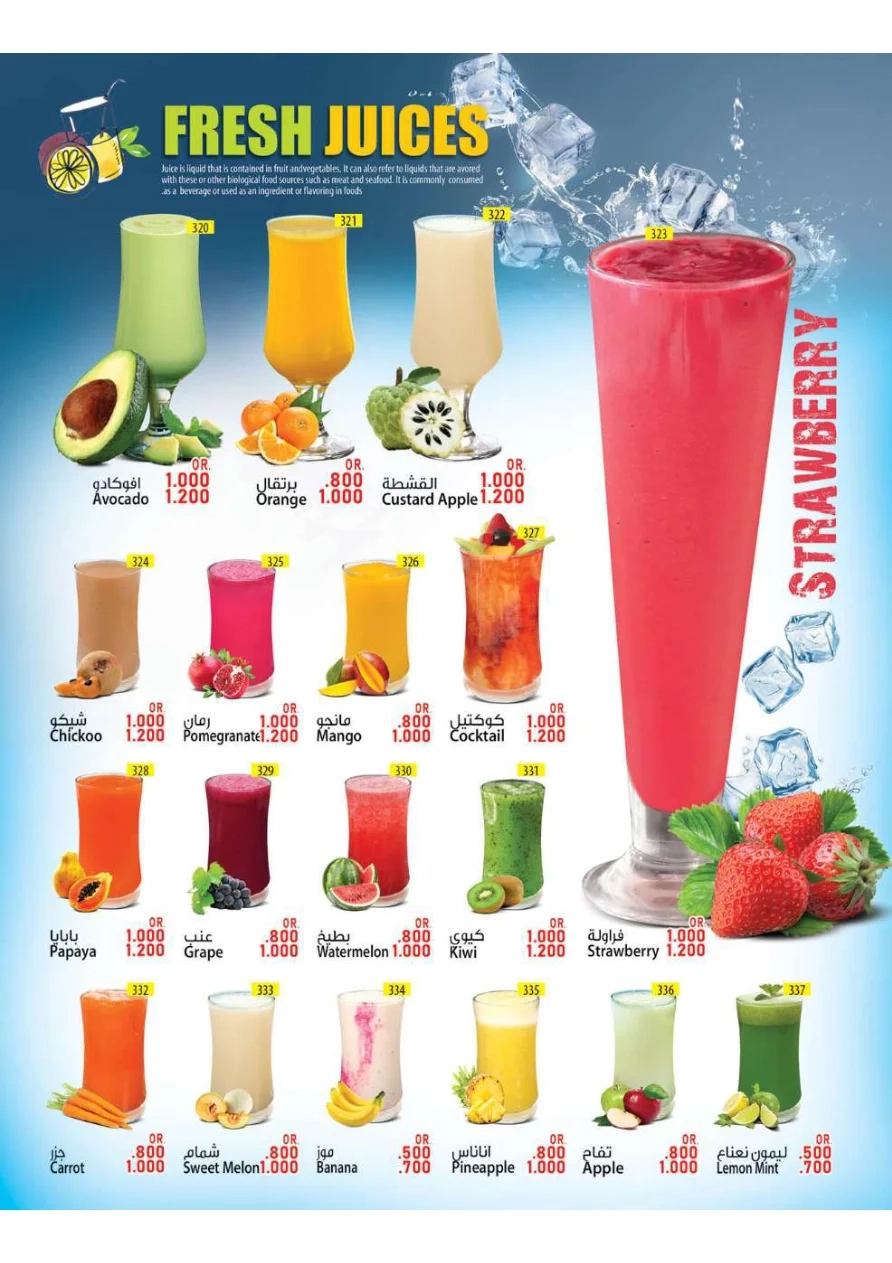 FRESH JUICES
Juice is liquid that is contained in fruit andvegetables. It can also refer to liquids that are avored
with these or other biological food sources such as meat and seafood. It is commonly consumed
.as a beverage or used as an ingredient or flavoring in foods
320
321
322
323
STRAWBERRY
OR.
افوكادو 1.000
Avocado 1.200
OR.
برتقال .800
Orange 1.000
OR.
القشطة 1.000
Custard Apple 1.200
324
325
326
327
OR.
شيكو 1.000
Chickoo 1.200
OR.
رمان 1.000
Pomegranate 1.200
OR.
مانجو .800
Mango 1.000
OR.
كوكتيل 1.000
Cocktail 1.200
328
329
330
331
OR.
بابايا 1.000
Papaya 1.200
OR.
عنب .800
Grape 1.000
OR.
بطيخ .800
Watermelon 1.000
OR.
كيوي 1.000
Kiwi 1.200
OR.
فراولة 1.000
Strawberry 1.200
332
333
334
335
336
337
OR.
جزر .800
Carrot 1.000
OR.
شمام .800
Sweet Melon 1.000
OR.
موز .500
Banana .700
OR.
اناناس .800
Pineapple 1.000
OR.
تفاح .800
Apple 1.000
OR.
ليمون نعناع .500
Lemon Mint .700